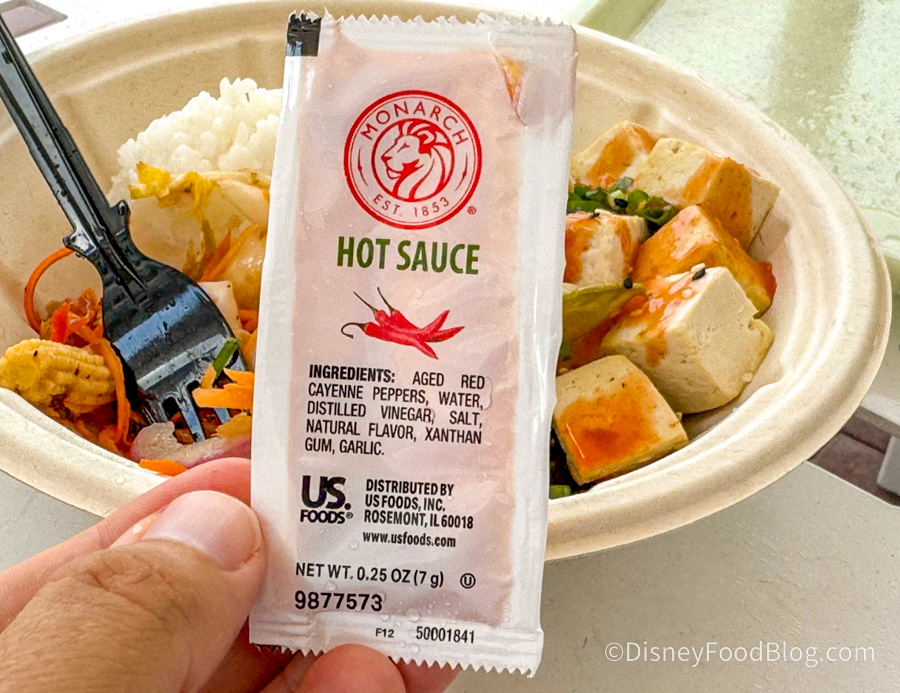 MONARCH
EST. 1853
®
HOT SAUCE
INGREDIENTS: AGED RED
CAYENNE PEPPERS, WATER,
DISTILLED VINEGAR, SALT,
NATURAL FLAVOR, XANTHAN
GUM, GARLIC.
US.
FOODS®
DISTRIBUTED BY
US FOODS, INC.
ROSEMONT, IL 60018
www.usfoods.com
NET WT. 0.25 OZ (7 g) Ⓤ
9877573
F12 50001841
©DisneyFoodBlog.com